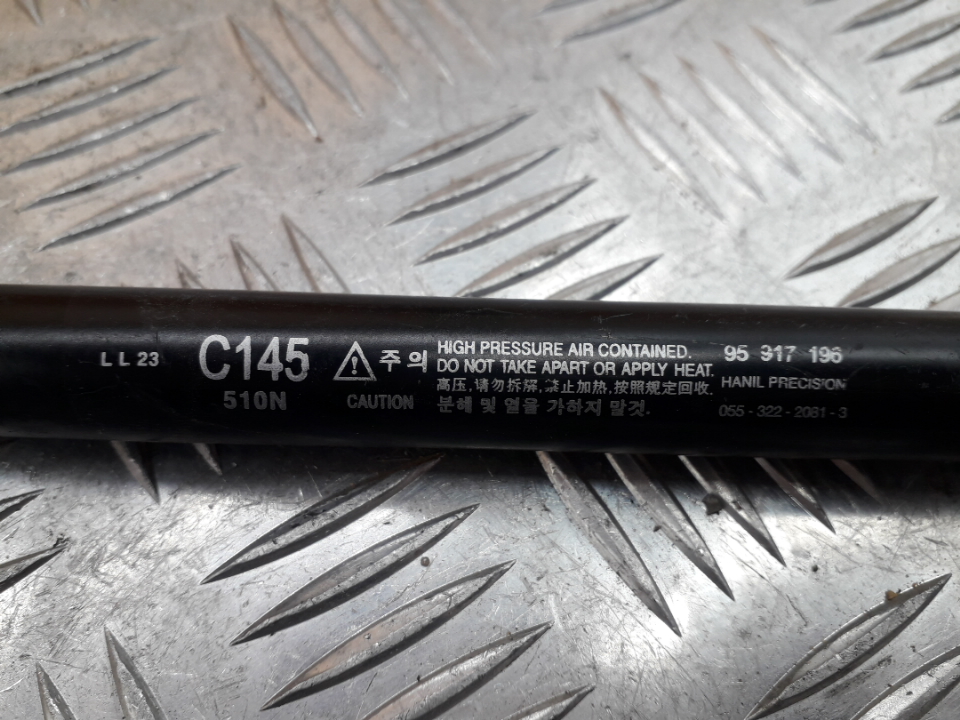 LL 23
C145
510N
주의
CAUTION
HIGH PRESSURE AIR CONTAINED.
DO NOT TAKE APART OR APPLY HEAT.
高压,请勿拆解,禁止加热,按照规定回收.
분해 및 열을 가하지 말것.
95 917 196
HANIL PRECISION
055-322-2081-3